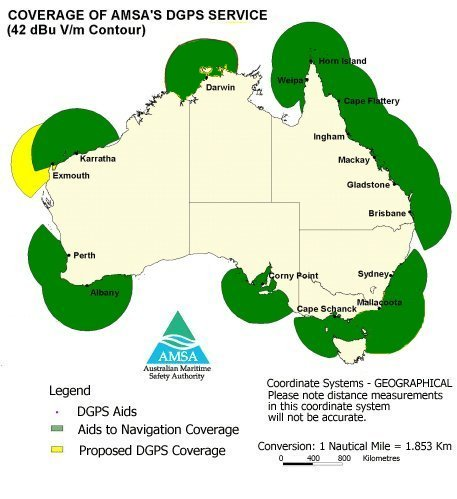 COVERAGE OF AMSA'S DGPS SERVICE
(42 dBu V/m Contour)
Horn Island
Weipa
Darwin
Cape Flattery
Ingham
Karratha
Mackay
Exmouth
Gladstone
Brisbane
Perth
Corny Point
Sydney
Albany
Mallacoota
Cape Schanck
AMSA
Australian Maritime
Safety Authority
Legend
DGPS Aids
Aids to Navigation Coverage
Proposed DGPS Coverage
Coordinate Systems - GEOGRAPHICAL
Please note distance measurements
in this coordinate system
will not be accurate.
Conversion: 1 Nautical Mile = 1.853 Km
0 400 800 Kilometres